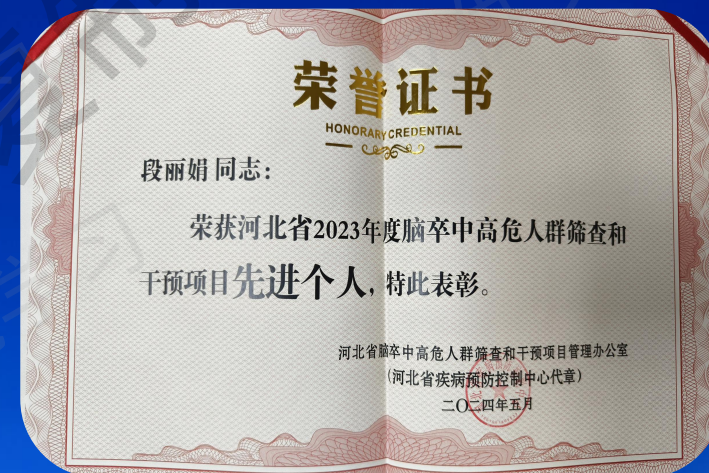 荣誉证书
HONORARY CREDENTIAL
段丽娟同志：
荣获河北省2023年度脑卒中高危人群筛查和
干预项目先进个人，特此表彰。
河北省脑卒中高危人群筛查和干预项目管理办公室
（河北省疾病预防控制中心代章）
二〇二四年五月